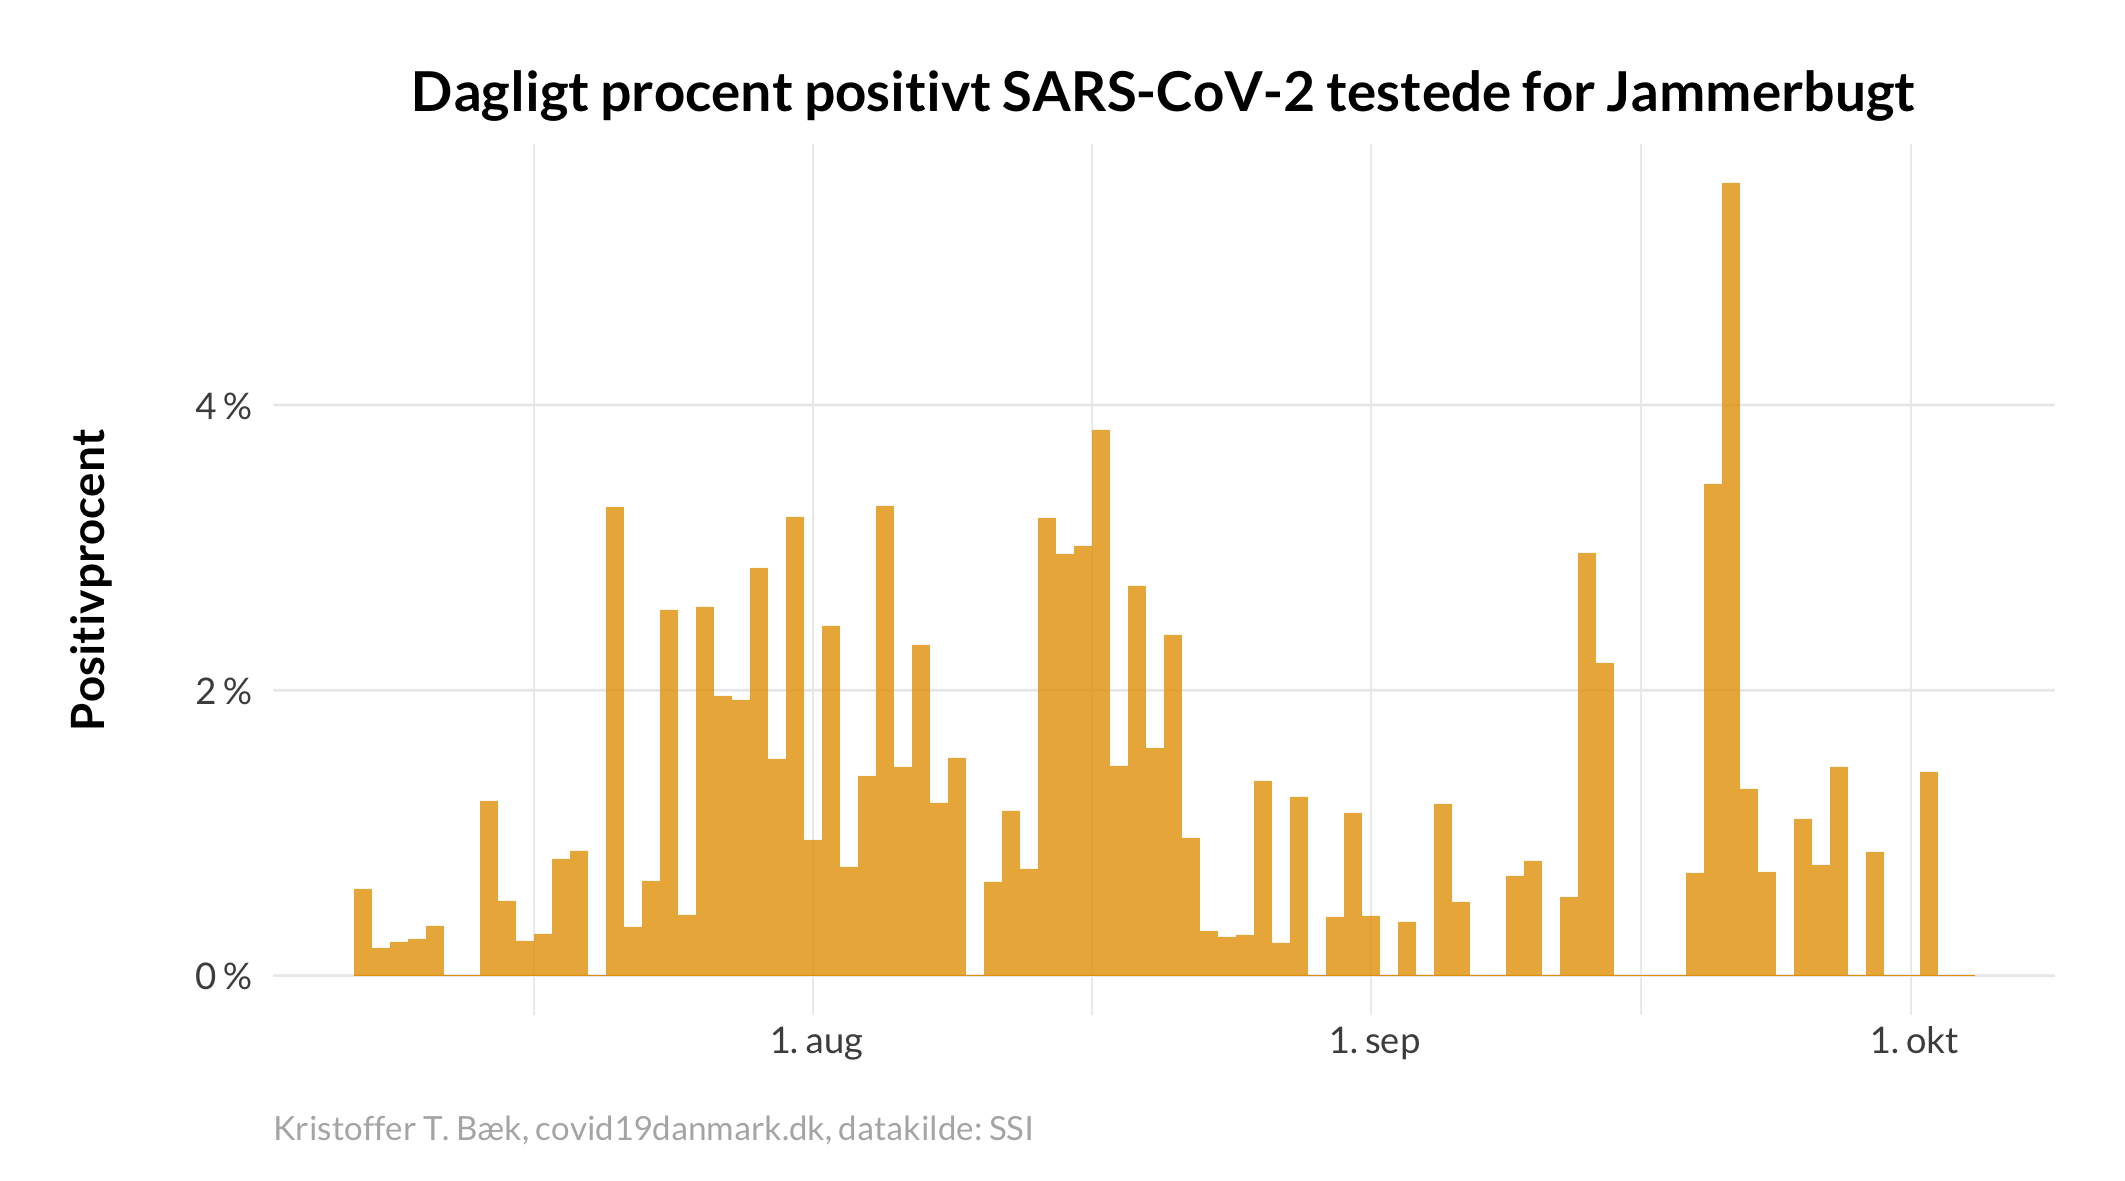 Dagligt procent positivt SARS-CoV-2 testede for Jammerbugt
Positivprocent
4 %
2 %
0 %
1. aug
1. sep
1. okt
Kristoffer T. Bæk, covid19danmark.dk, datakilde: SSI